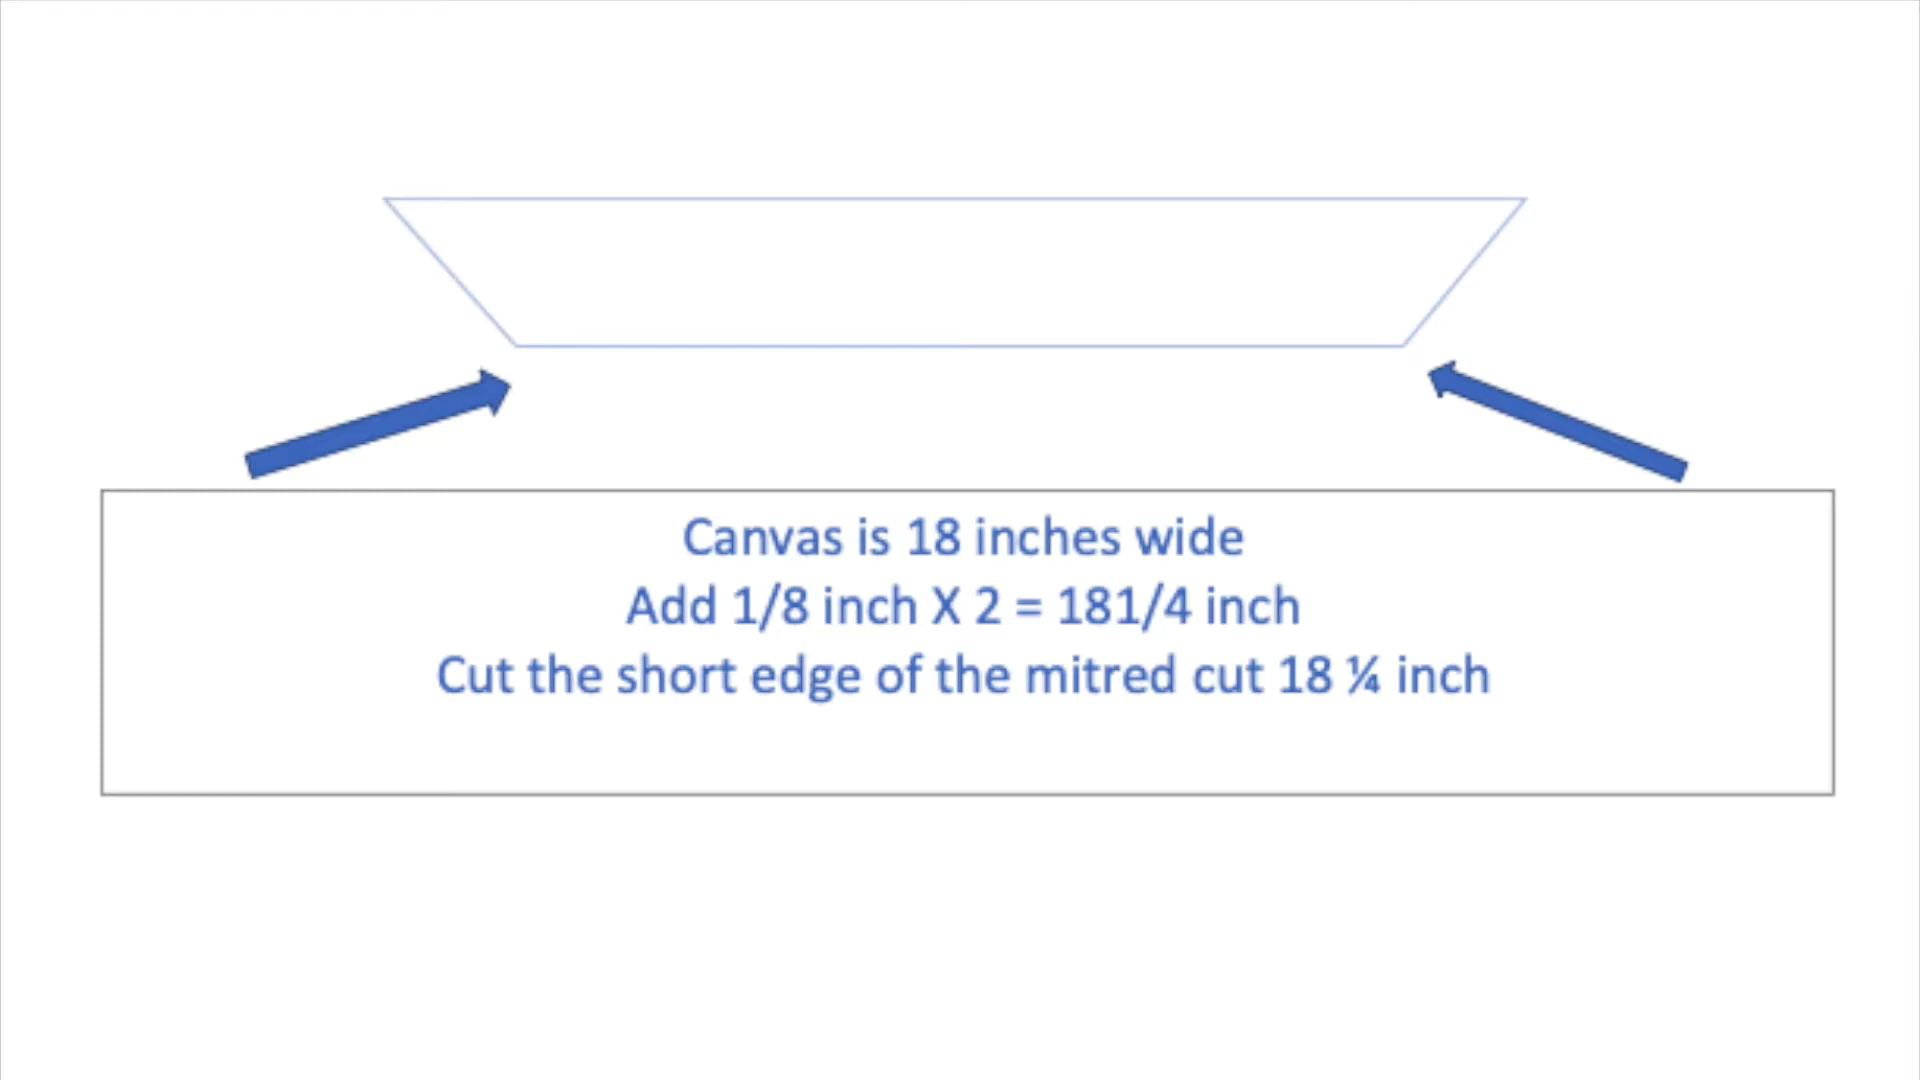 Canvas is 18 inches wide
Add 1/8 inch X 2 = 181/4 inch
Cut the short edge of the mitred cut 18 ¼ inch